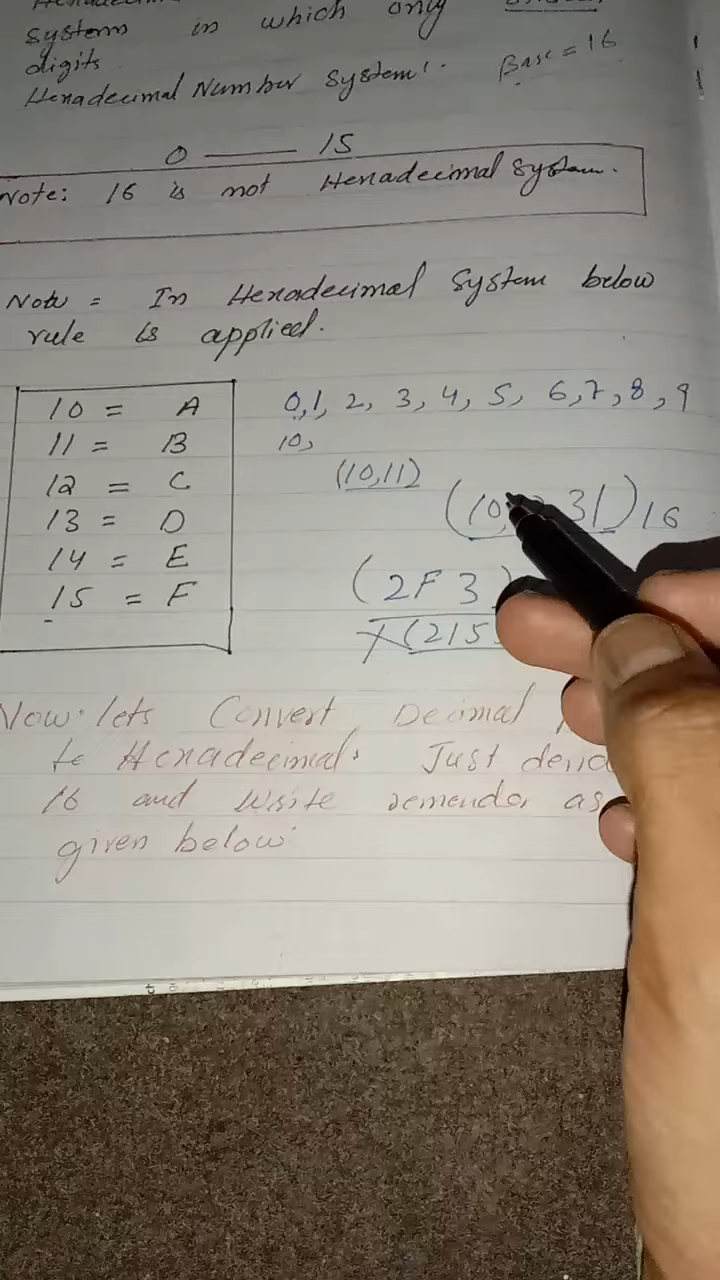 system in which only
digits
Hexadecimal Number system:. Base = 16
0 — 15
Note: 16 is not Hexadecimal System.
Note = In Hexadecimal System below
rule is applied.
10 = A
11 = B
12 = C
13 = D
14 = E
15 = F
0,1, 2, 3, 4, 5, 6,7,8,9
10,
(10,11)
(10, 31)16
(2F3
X(215
Now: lets Convert Decimal
to Hexadecimal. Just
16 and write remender as
given below: